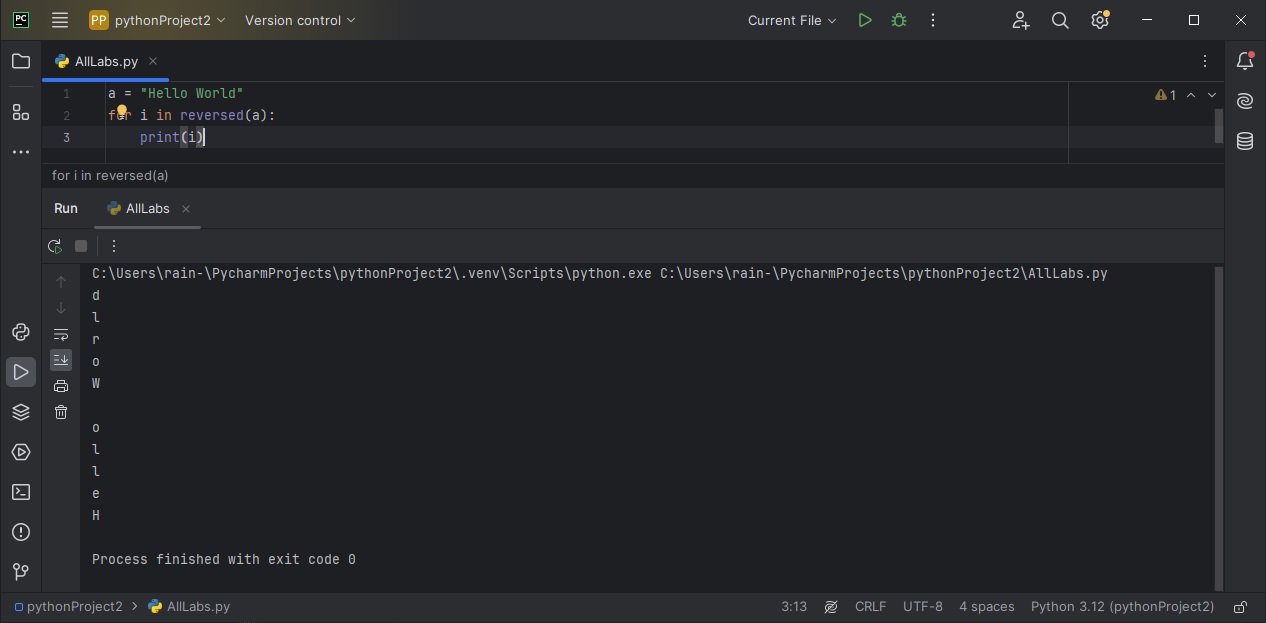 PC PP pythonProject2 Version control Current File
AllLabs.py
1 a = "Hello World"
2 for i in reversed(a):
3     print(i)
1
for i in reversed(a)
Run AllLabs
C:\Users\rain-\PycharmProjects\pythonProject2\.venv\Scripts\python.exe C:\Users\rain-\PycharmProjects\pythonProject2\AllLabs.py
d
l
r
o
W
o
l
l
e
H
Process finished with exit code 0
pythonProject2 > AllLabs.py 3:13 CRLF UTF-8 4 spaces Python 3.12 (pythonProject2)